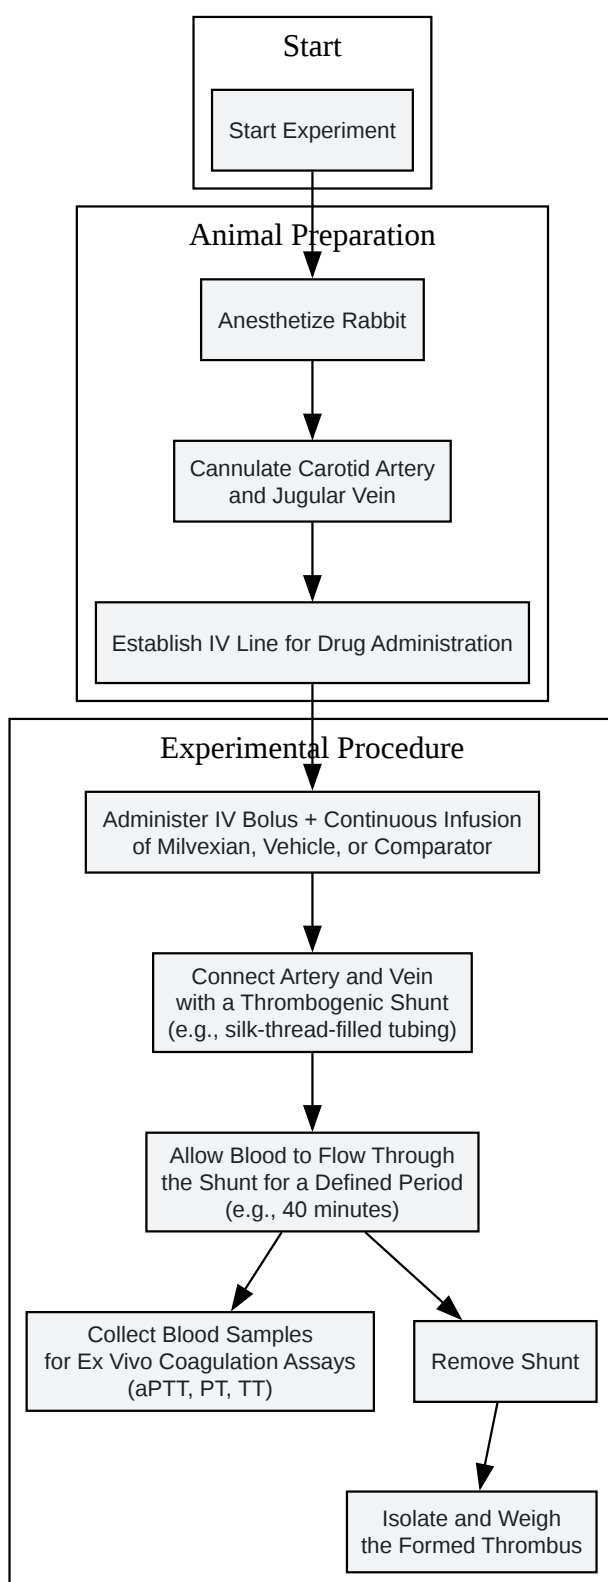 Start
Start Experiment
Animal Preparation
Anesthetize Rabbit
Cannulate Carotid Artery
and Jugular Vein
Establish IV Line for Drug Administration
Experimental Procedure
Administer IV Bolus + Continuous Infusion
of Milvexian, Vehicle, or Comparator
Connect Artery and Vein
with a Thrombogenic Shunt
(e.g., silk-thread-filled tubing)
Allow Blood to Flow Through
the Shunt for a Defined Period
(e.g., 40 minutes)
Collect Blood Samples
for Ex Vivo Coagulation Assays
(aPTT, PT, TT)
Remove Shunt
Isolate and Weigh
the Formed Thrombus